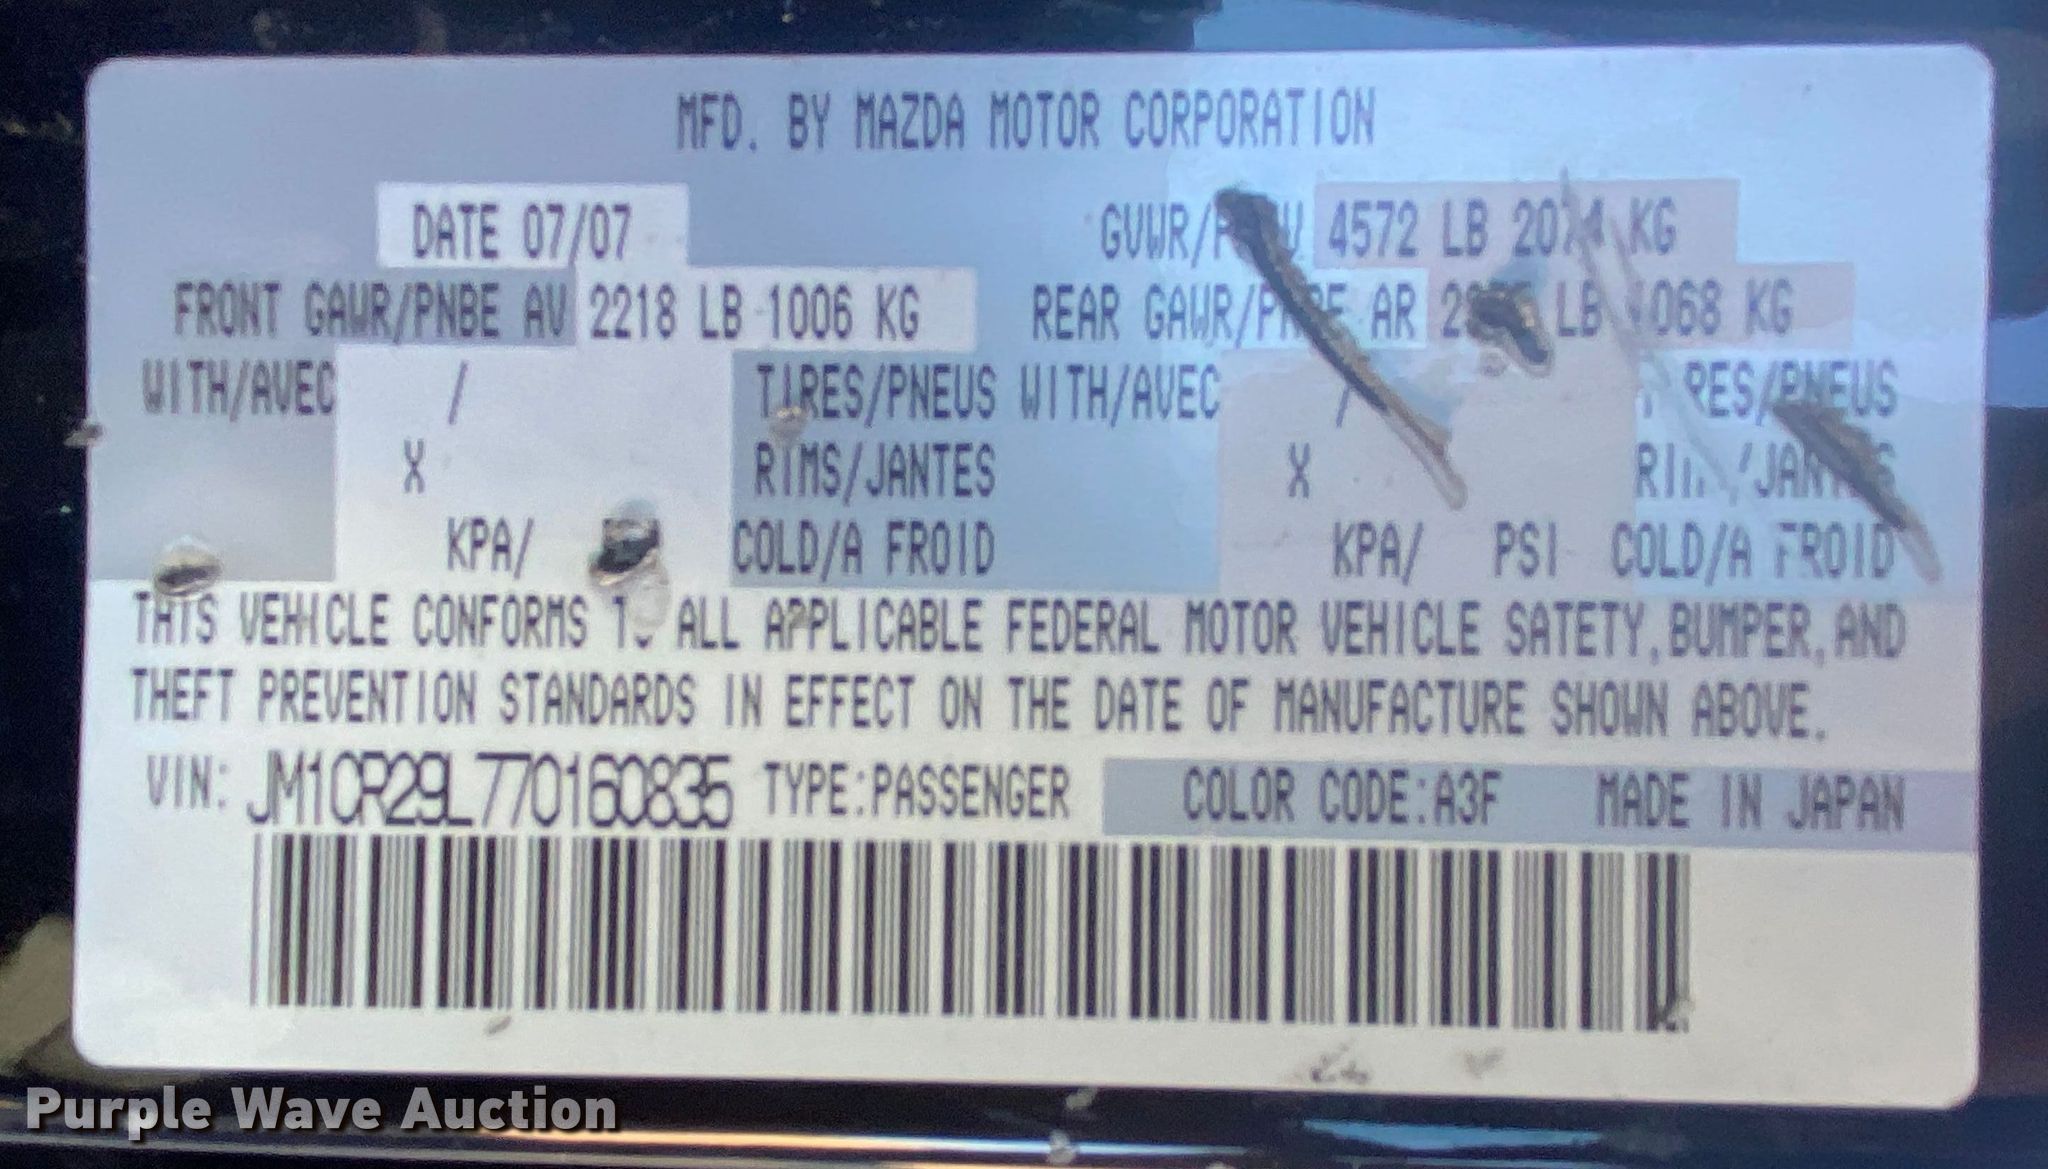 MFD. BY MAZDA MOTOR CORPORATION
DATE 07/07 4572 LB KG
FRONT GAWR/PNBE AV 2218 LB 1006 KG REAR AR LB KG
WITH/AVEC / TIRES/PNEUS WITH/AVEC /
X RIMS/JANTES X
KPA/ COLD/A FROID KPA/ PSI COLD/A FROID
THIS VEHICLE CONFORMS ALL APPLICABLE FEDERAL MOTOR VEHICLE SATETY, BUMPER, AND
THEFT PREVENTION STANDARDS IN EFFECT ON THE DATE OF MANUFACTURE SHOWN ABOVE.
VIN: JM1CR29L770160835 TYPE:PASSENGER COLOR CODE:A3F MADE IN JAPAN
Purple Wave Auction